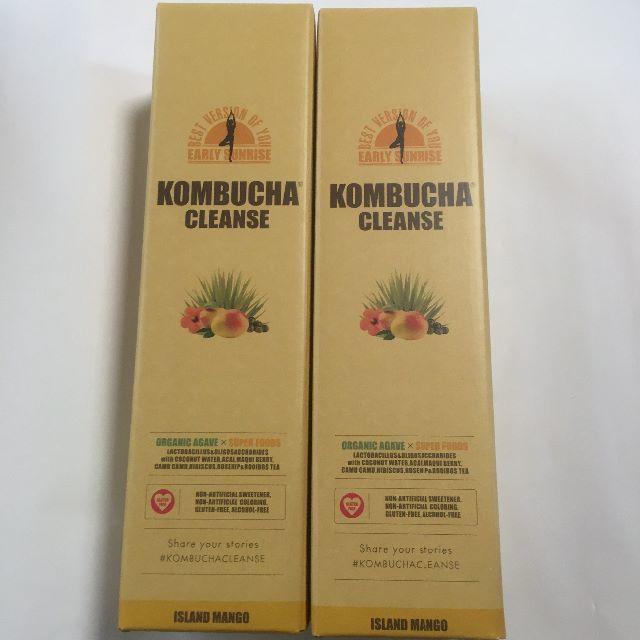 BEST VERSION OF YOU
EARLY SUNRISE
KOMBUCHA®
CLEANSE
ORGANIC AGAVE × SUPER FOODS
LACTOBACILLUS&OLIGOSACCHARIDES
with COCONUT WATER,ACAI,MAQUI BERRY,
CAMU CAMU,HIBISCUS,ROSEHIP&ROOIBOS TEA
GLUTEN
FREE
NON-ARTIFICIAL SWEETENER,
NON-ARTIFICIAL COLORING,
GLUTEN-FREE, ALCOHOL-FREE
Share your stories
#KOMBUCHACLEANSE
ISLAND MANGO
BEST VERSION OF YOU
EARLY SUNRISE
KOMBUCHA®
CLEANSE
ORGANIC AGAVE × SUPER FOODS
LACTOBACILLUS&OLIGOSACCHARIDES
with COCONUT WATER,ACAI,MAQUI BERRY,
CAMU CAMU,HIBISCUS,ROSEHIP&ROOIBOS TEA
GLUTEN
FREE
NON-ARTIFICIAL SWEETENER,
NON-ARTIFICIAL COLORING,
GLUTEN-FREE, ALCOHOL-FREE
Share your stories
#KOMBUCHACLEANSE
ISLAND MANGO